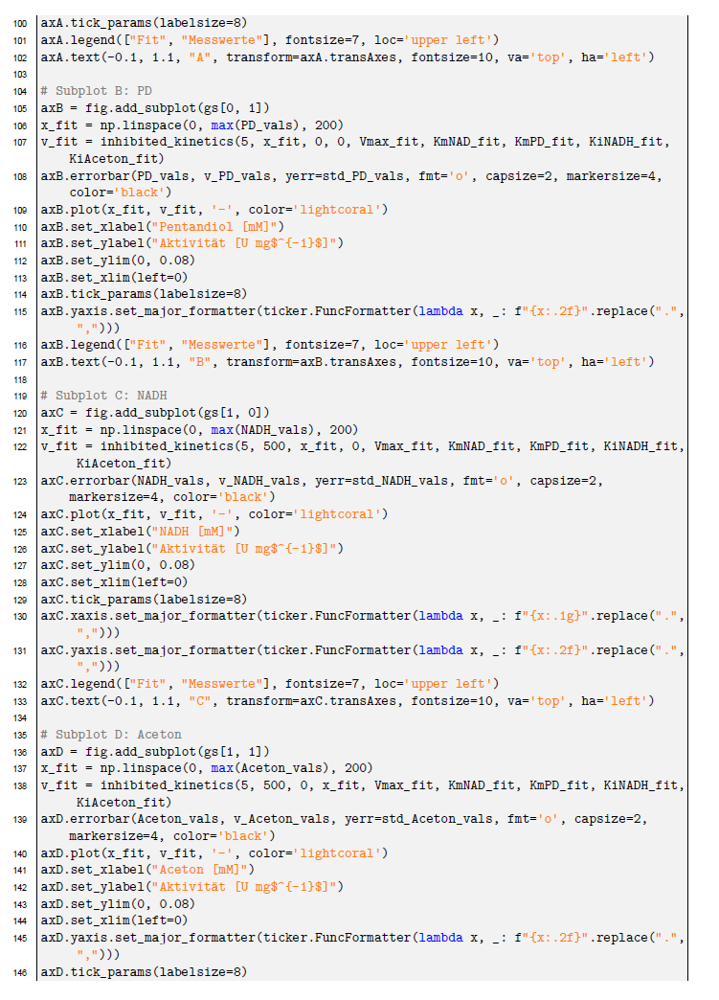 100 axA.tick_params(labelsize=8)
101 axA.legend(["Fit", "Messwerte"], fontsize=7, loc='upper left')
102 axA.text(-0.1, 1.1, "A", transform=axA.transAxes, fontsize=10, va='top', ha='left')
103
104 # Subplot B: PD
105 axB = fig.add_subplot(gs[0, 1])
106 x_fit = np.linspace(0, max(PD_vals), 200)
107 v_fit = inhibited_kinetics(5, x_fit, 0, 0, Vmax_fit, KmNAD_fit, KmPD_fit, KiNADH_fit,
KiAceton_fit)
108 axB.errorbar(PD_vals, v_PD_vals, yerr=std_PD_vals, fmt='o', capsize=2, markersize=4,
color='black')
109 axB.plot(x_fit, v_fit, '-', color='lightcoral')
110 axB.set_xlabel("Pentandiol [mM]")
111 axB.set_ylabel("Aktivität [U mg$^{-1}$]")
112 axB.set_ylim(0, 0.08)
113 axB.set_xlim(left=0)
114 axB.tick_params(labelsize=8)
115 axB.yaxis.set_major_formatter(ticker.FuncFormatter(lambda x, _: f"{x:.2f}".replace(".",
",")))
116 axB.legend(["Fit", "Messwerte"], fontsize=7, loc='upper left')
117 axB.text(-0.1, 1.1, "B", transform=axB.transAxes, fontsize=10, va='top', ha='left')
118
119 # Subplot C: NADH
120 axC = fig.add_subplot(gs[1, 0])
121 x_fit = np.linspace(0, max(NADH_vals), 200)
122 v_fit = inhibited_kinetics(5, 500, x_fit, 0, Vmax_fit, KmNAD_fit, KmPD_fit, KiNADH_fit,
KiAceton_fit)
123 axC.errorbar(NADH_vals, v_NADH_vals, yerr=std_NADH_vals, fmt='o', capsize=2,
markersize=4, color='black')
124 axC.plot(x_fit, v_fit, '-', color='lightcoral')
125 axC.set_xlabel("NADH [mM]")
126 axC.set_ylabel("Aktivität [U mg$^{-1}$]")
127 axC.set_ylim(0, 0.08)
128 axC.set_xlim(left=0)
129 axC.tick_params(labelsize=8)
130 axC.xaxis.set_major_formatter(ticker.FuncFormatter(lambda x, _: f"{x:.1g}".replace(".",
",")))
131 axC.yaxis.set_major_formatter(ticker.FuncFormatter(lambda x, _: f"{x:.2f}".replace(".",
",")))
132 axC.legend(["Fit", "Messwerte"], fontsize=7, loc='upper left')
133 axC.text(-0.1, 1.1, "C", transform=axC.transAxes, fontsize=10, va='top', ha='left')
134
135 # Subplot D: Aceton
136 axD = fig.add_subplot(gs[1, 1])
137 x_fit = np.linspace(0, max(Aceton_vals), 200)
138 v_fit = inhibited_kinetics(5, 500, 0, x_fit, Vmax_fit, KmNAD_fit, KmPD_fit, KiNADH_fit,
KiAceton_fit)
139 axD.errorbar(Aceton_vals, v_Aceton_vals, yerr=std_Aceton_vals, fmt='o', capsize=2,
markersize=4, color='black')
140 axD.plot(x_fit, v_fit, '-', color='lightcoral')
141 axD.set_xlabel("Aceton [mM]")
142 axD.set_ylabel("Aktivität [U mg$^{-1}$]")
143 axD.set_ylim(0, 0.08)
144 axD.set_xlim(left=0)
145 axD.yaxis.set_major_formatter(ticker.FuncFormatter(lambda x, _: f"{x:.2f}".replace(".",
",")))
146 axD.tick_params(labelsize=8)